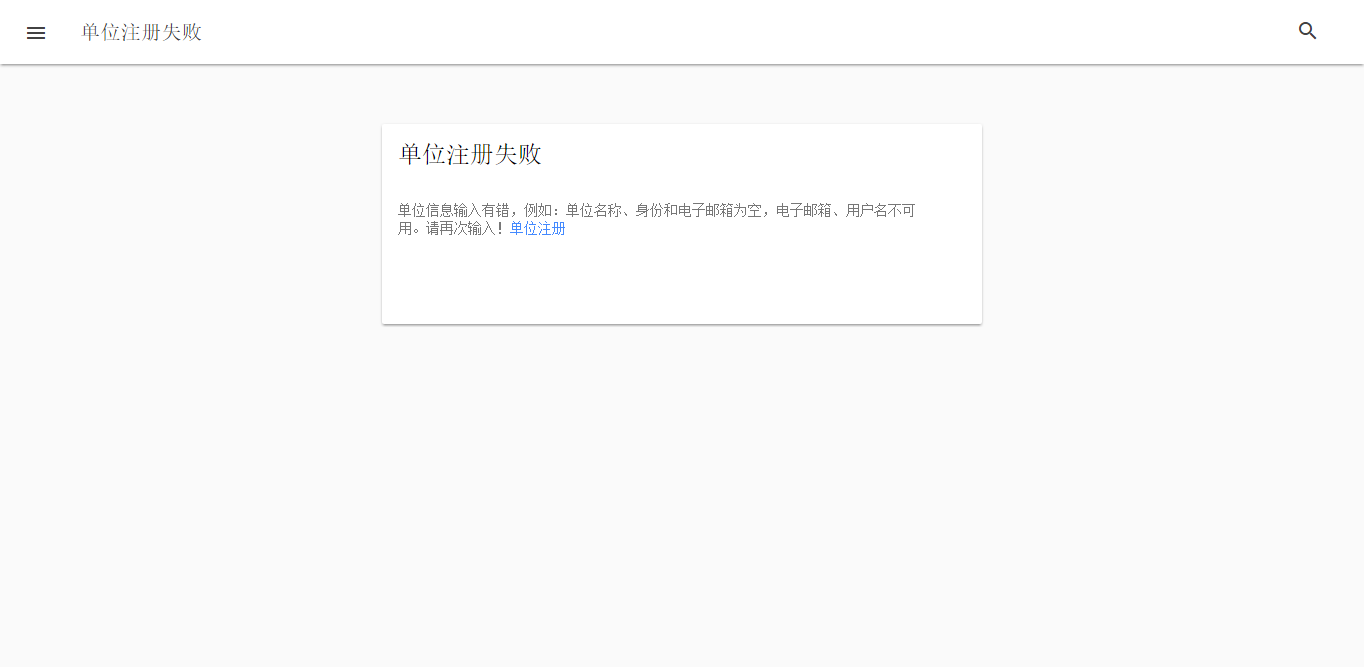 单位注册失败
单位注册失败
单位信息输入有错，例如：单位名称、身份和电子邮箱为空，电子邮箱、用户名不可
用。请再次输入！单位注册